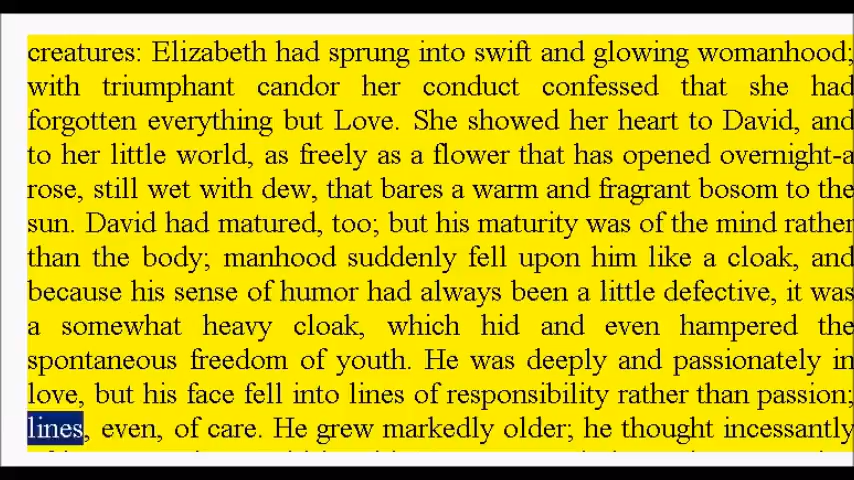 creatures: Elizabeth had sprung into swift and glowing womanhood;
with triumphant candor her conduct confessed that she had
forgotten everything but Love. She showed her heart to David, and
to her little world, as freely as a flower that has opened overnight-a
rose, still wet with dew, that bares a warm and fragrant bosom to the
sun. David had matured, too; but his maturity was of the mind rather
than the body; manhood suddenly fell upon him like a cloak, and
because his sense of humor had always been a little defective, it was
a somewhat heavy cloak, which hid and even hampered the
spontaneous freedom of youth. He was deeply and passionately in
love, but his face fell into lines of responsibility rather than passion;
lines, even, of care. He grew markedly older; he thought incessantly